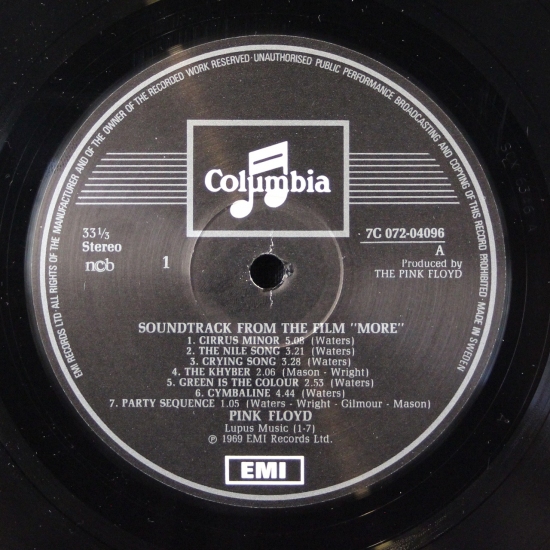 EMI RECORDS LTD · ALL RIGHTS OF THE MANUFACTURER AND OF THE OWNER OF THE RECORDED WORK RESERVED · UNAUTHORISED PUBLIC PERFORMANCE BROADCASTING AND COPYING OF THIS RECORD PROHIBITED · MADE IN SWEDEN
Columbia
33 1/3
Stereo
ncb
1
7C 072-04096
A
Produced by
THE PINK FLOYD
SOUNDTRACK FROM THE FILM "MORE"
1. CIRRUS MINOR 5.08 (Waters)
2. THE NILE SONG 3.21 (Waters)
3. CRYING SONG 3.28 (Waters)
4. THE KHYBER 2.06 (Mason - Wright)
5. GREEN IS THE COLOUR 2.53 (Waters)
6. CYMBALINE 4.44 (Waters)
7. PARTY SEQUENCE 1.05 (Waters - Wright - Gilmour - Mason)
PINK FLOYD
Lupus Music (1-7)
℗ 1969 EMI Records Ltd.
EMI